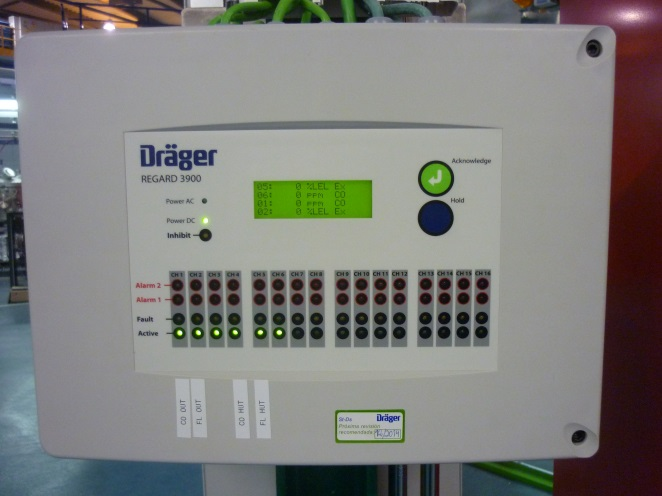 Dräger
REGARD 3900
Power AC
Power DC
Inhibit
05: 0 %LEL Ex
06: 0 ppm CO
01: 0 ppm CO
02: 0 %LEL Ex
Acknowledge
Hold
CH 1 CH 2 CH 3 CH 4 CH 5 CH 6 CH 7 CH 8 CH 9 CH 10 CH 11 CH 12 CH 13 CH 14 CH 15 CH 16
Alarm 2
Alarm 1
Fault
Active
CO OUT
FL OUT
CO HUT
FL HUT
Dräger
Próxima revisión
recomendada